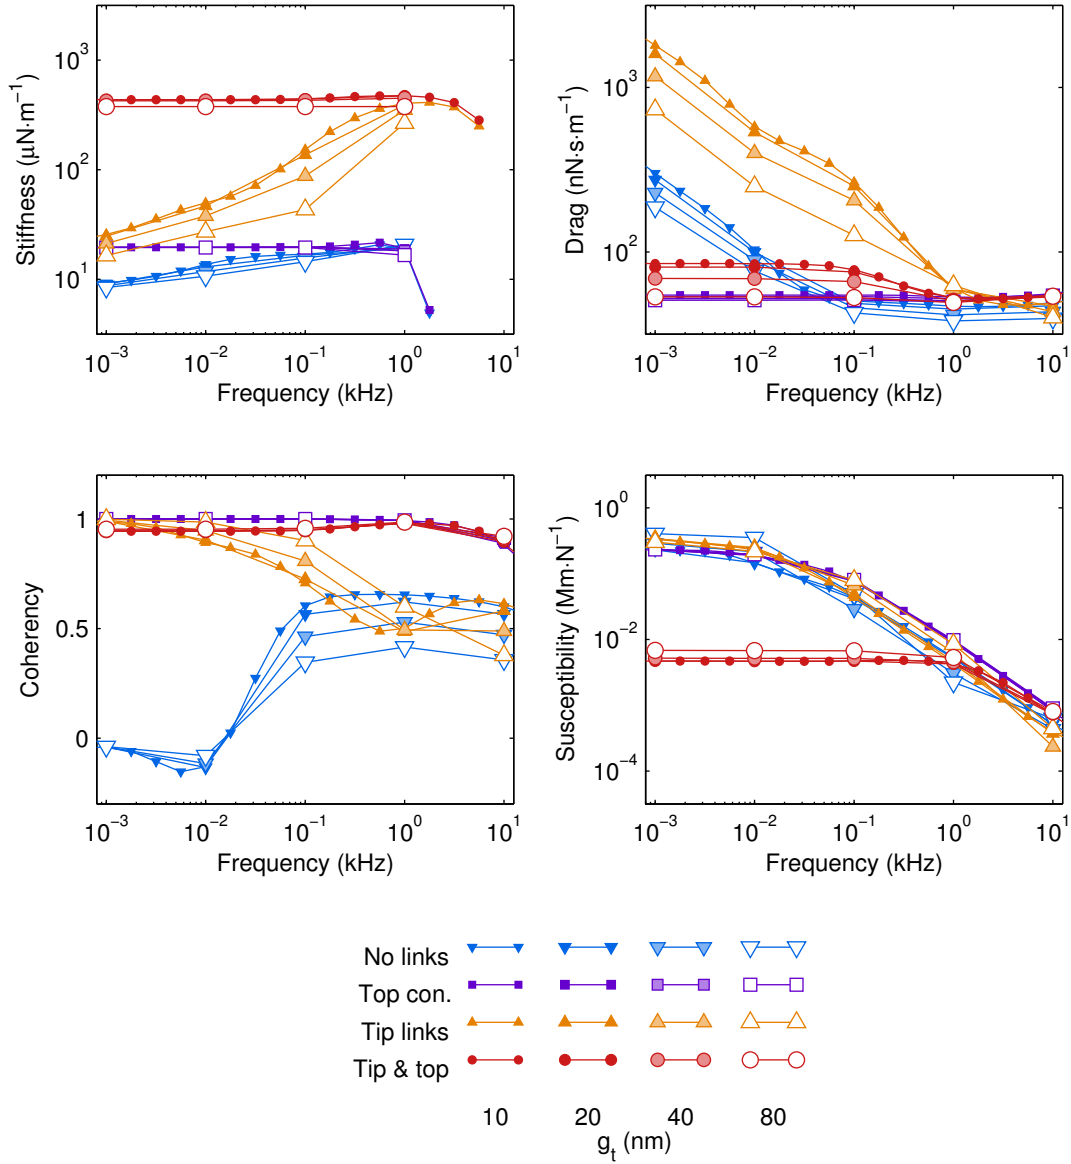 Stiffness (µN·m⁻¹)
10³
10²
10¹
10⁻³ 10⁻² 10⁻¹ 10⁰ 10¹
Frequency (kHz)
Drag (nN·s·m⁻¹)
10³
10²
10⁻³ 10⁻² 10⁻¹ 10⁰ 10¹
Frequency (kHz)
Coherency
1
0.5
0
10⁻³ 10⁻² 10⁻¹ 10⁰ 10¹
Frequency (kHz)
Susceptibility (Mm·N⁻¹)
10⁰
10⁻²
10⁻⁴
10⁻³ 10⁻² 10⁻¹ 10⁰ 10¹
Frequency (kHz)
No links
Top con.
Tip links
Tip & top
10 20 40 80
gₜ (nm)